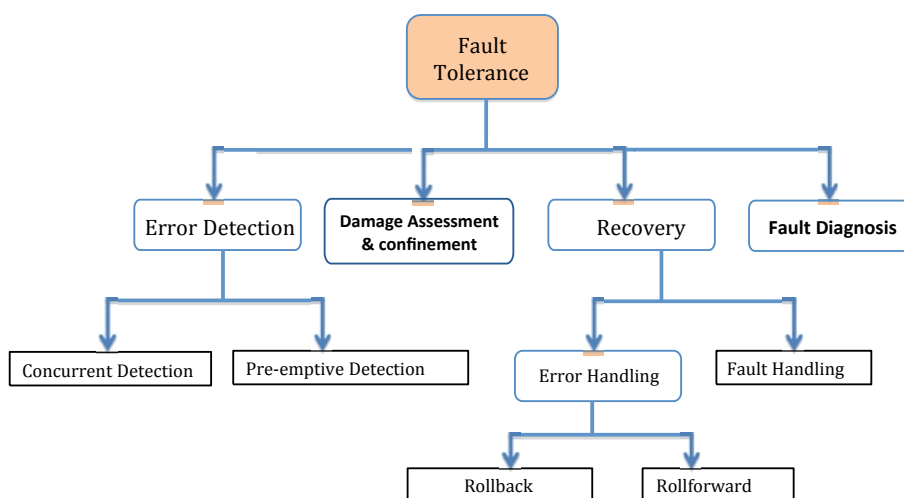 Fault
Tolerance
Error Detection
Damage Assessment
& confinement
Recovery
Fault Diagnosis
Concurrent Detection
Pre-emptive Detection
Error Handling
Fault Handling
Rollback
Rollforward